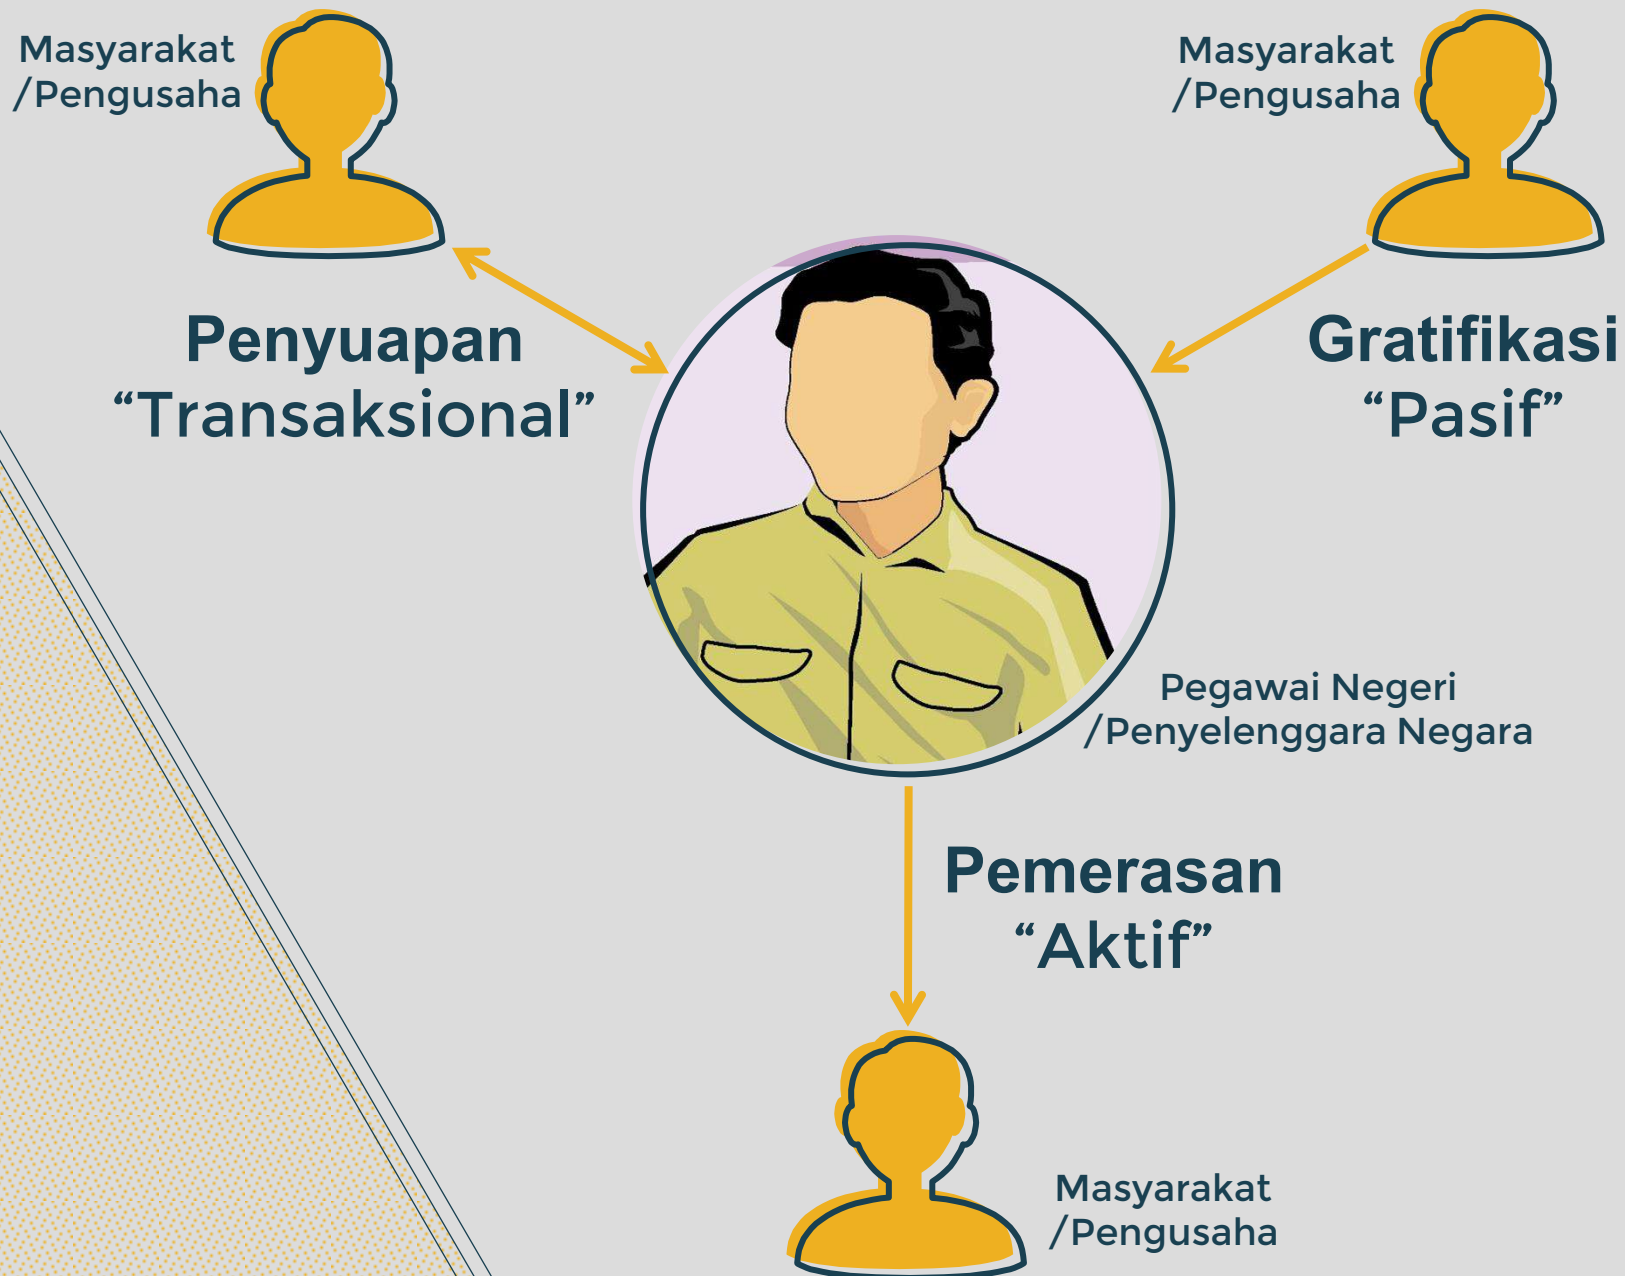 Masyarakat
/Pengusaha
Masyarakat
/Pengusaha
Penyuapan
“Transaksional”
Gratifikasi
“Pasif”
Pegawai Negeri
/Penyelenggara Negara
Pemerasan
“Aktif”
Masyarakat
/Pengusaha